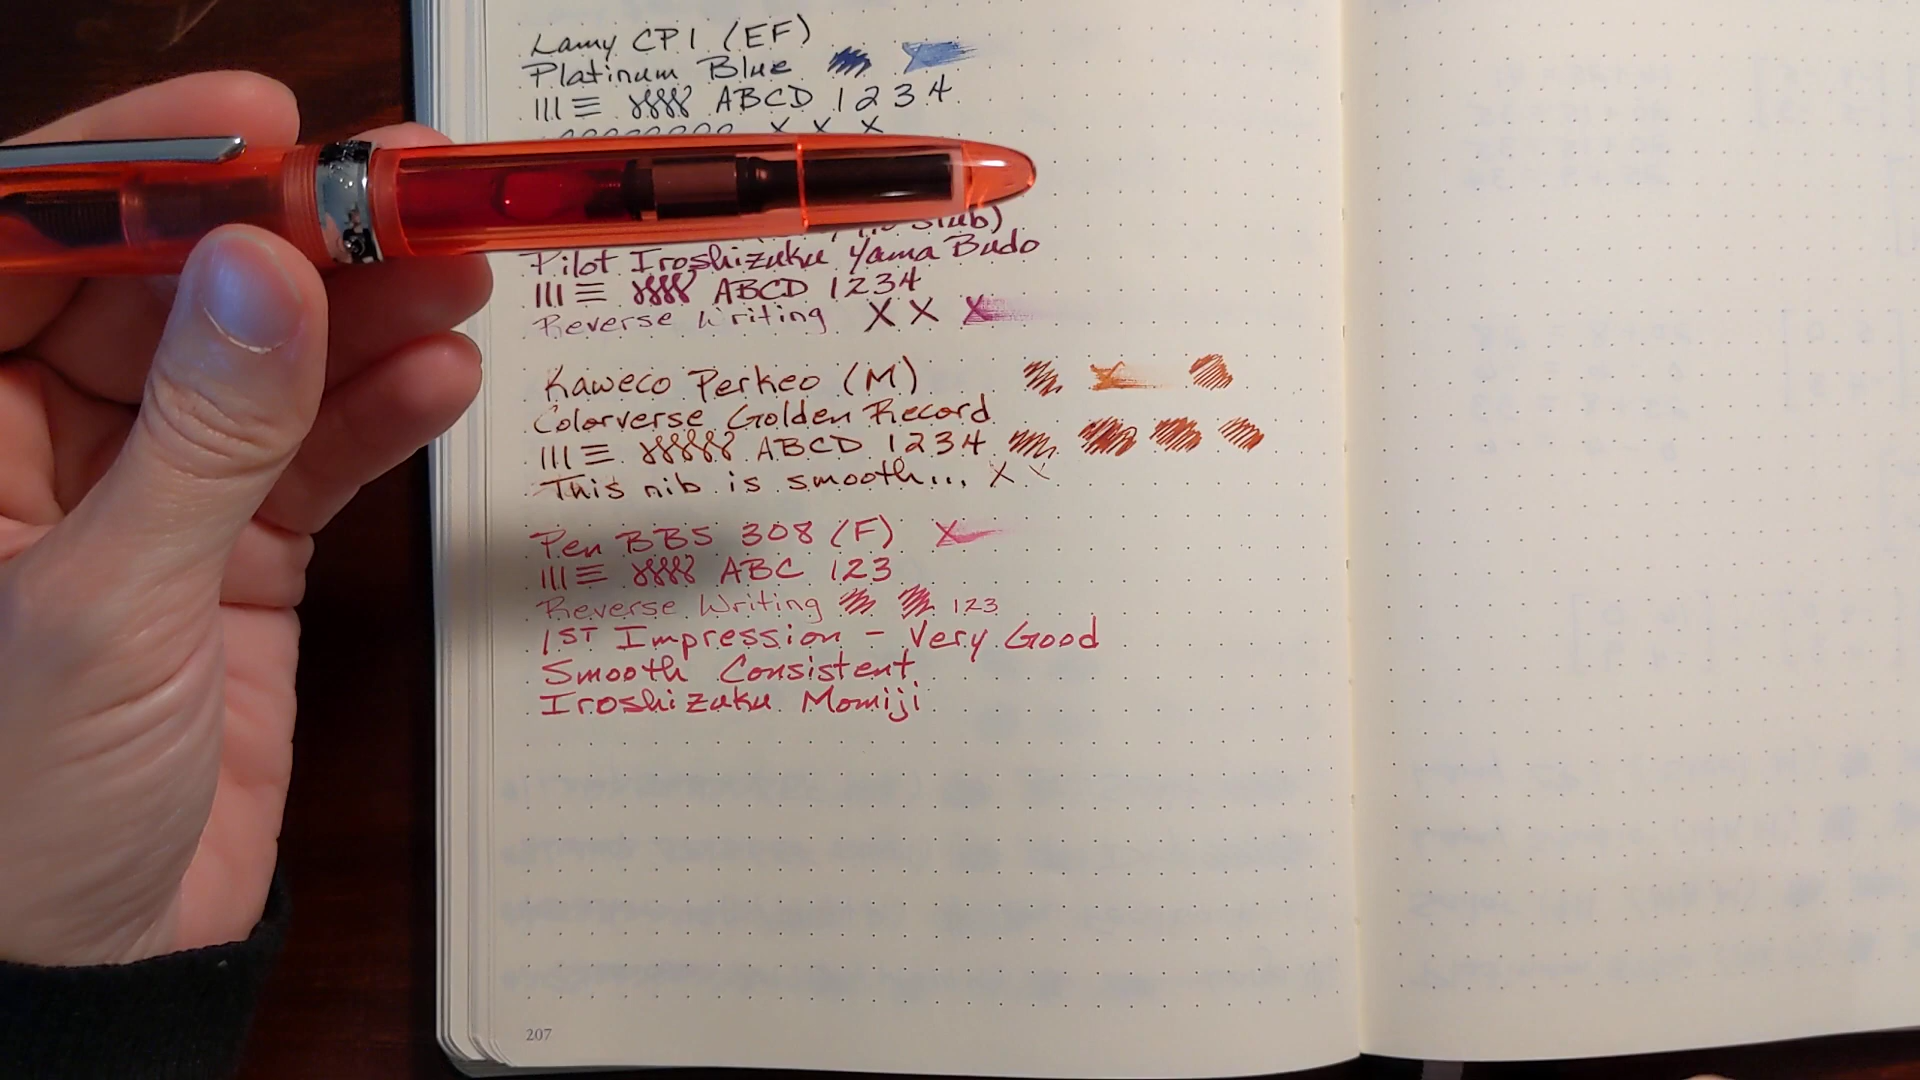 Lamy CP1 (EF)
Platinum Blue
ABCD 1234
X X X
Stub)
Pilot Iroshizuku Yama Budo
ABCD 1234
Reverse Writing X X X
Kaweco Perkeo (M)
Colorverse Golden Record
ABCD 1234
This nib is smooth... X X
Pen BBS 308 (F) X
ABC 123
Reverse Writing 123
1ST Impression - Very Good
Smooth Consistent
Iroshizuku Momiji
207